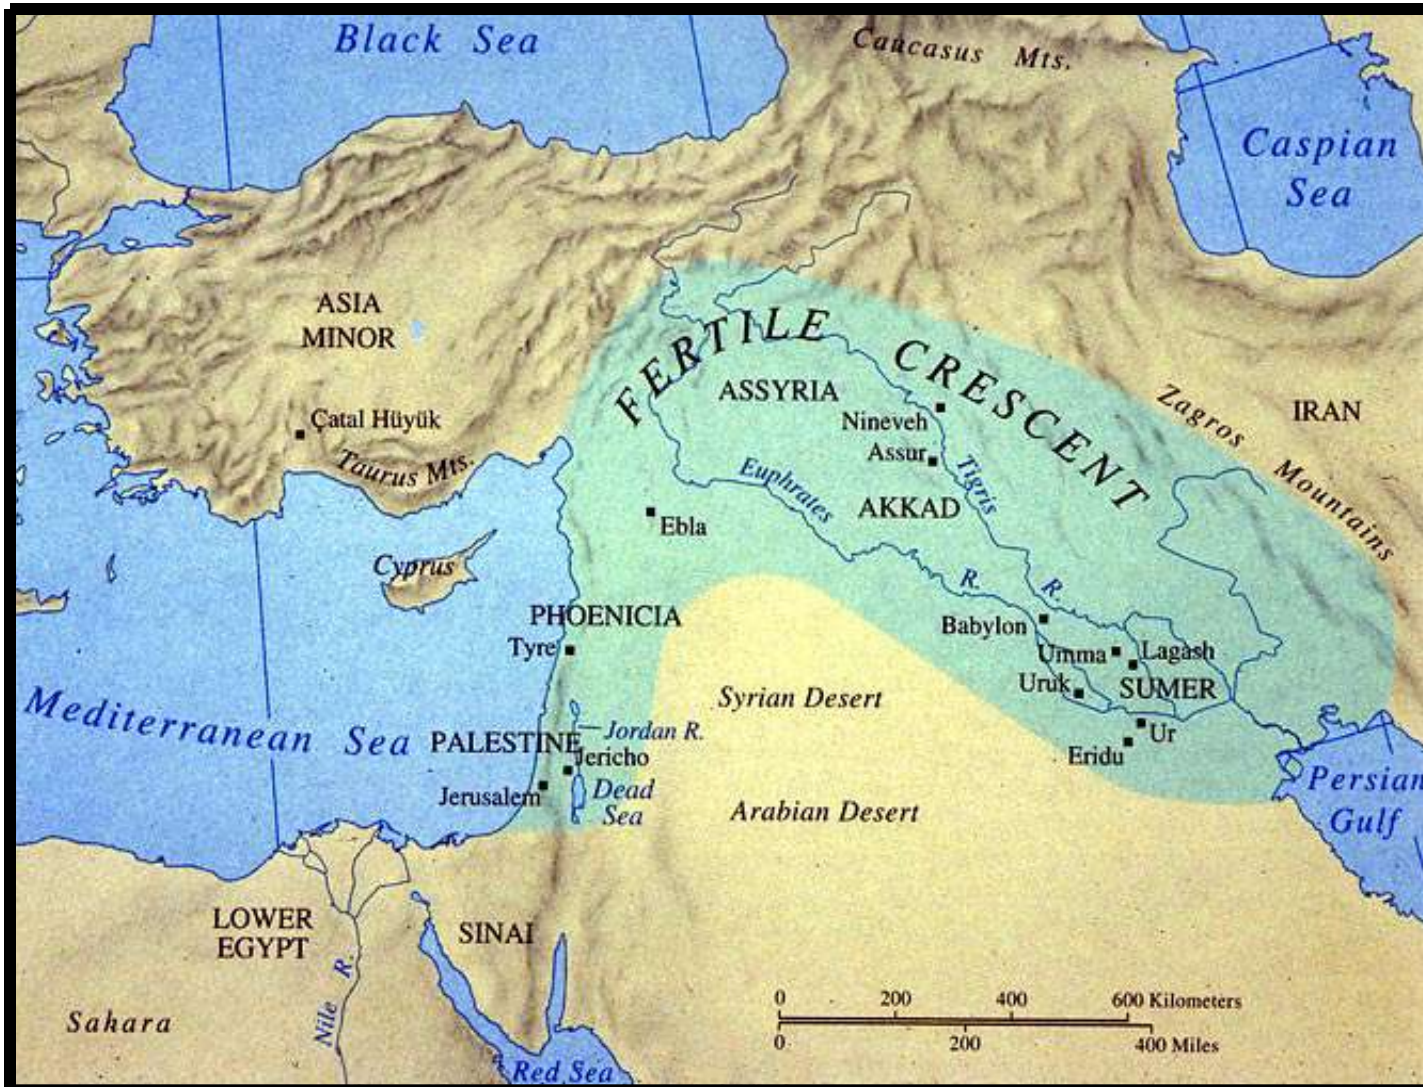 Black Sea
Caucasus Mts.
Caspian
Sea
ASIA
MINOR
FERTILE CRESCENT
ASSYRIA
Zagros Mountains
IRAN
Çatal Hüyük
Nineveh
Taurus Mts.
Assur
Euphrates R.
Tigris R.
AKKAD
Ebla
Cyprus
PHOENICIA
Babylon
Tyre
Umma
Lagash
Uruk
SUMER
Syrian Desert
Mediterranean Sea
Jordan R.
PALESTINE
Ur
Jericho
Eridu
Jerusalem
Dead
Sea
Persian
Gulf
Arabian Desert
LOWER
EGYPT
SINAI
Nile R.
Sahara
0 200 400 600 Kilometers
0 200 400 Miles
Red Sea